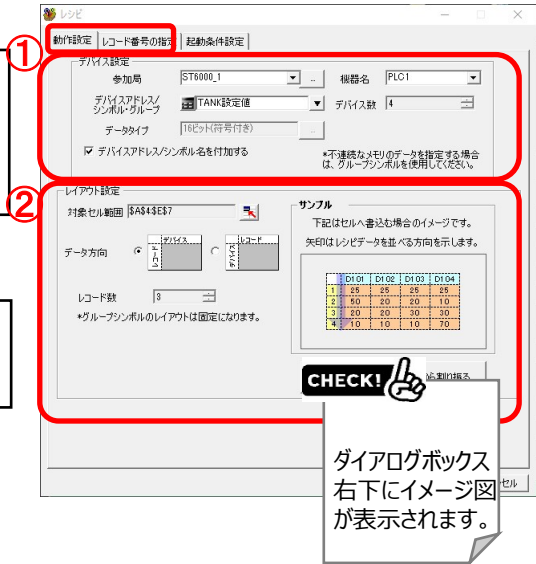 レシピ
動作設定 レコード番号の指定 起動条件設定
①
デバイス設定
参加局 ST6000_1 .. 機器名 PLC1
デバイスアドレス/
シンボル・グループ TANK設定値 デバイス数 4
データタイプ 16ビット(符号付き) ..
デバイスアドレス/シンボル名を付加する
*不連続なメモリのデータを指定する場合
は、グループシンボルを使用してください。
②
レイアウト設定
対象セル範囲 $A$4:$E$7
データ方向 デバイス レコード レコード デバイス
レコード数 3
*グループシンボルのレイアウトは固定になります。
サンプル
下記はセルへ書込む場合のイメージです。
矢印はレシピデータを並べる方向を示します。
D101 D102 D103 D104
1 25 25 25 25
2 50 20 20 10
3 20 20 30 30
4 10 10 10 70
から割り振る
CHECK!
ダイアログボックス
右下にイメージ図
が表示されます。
セル